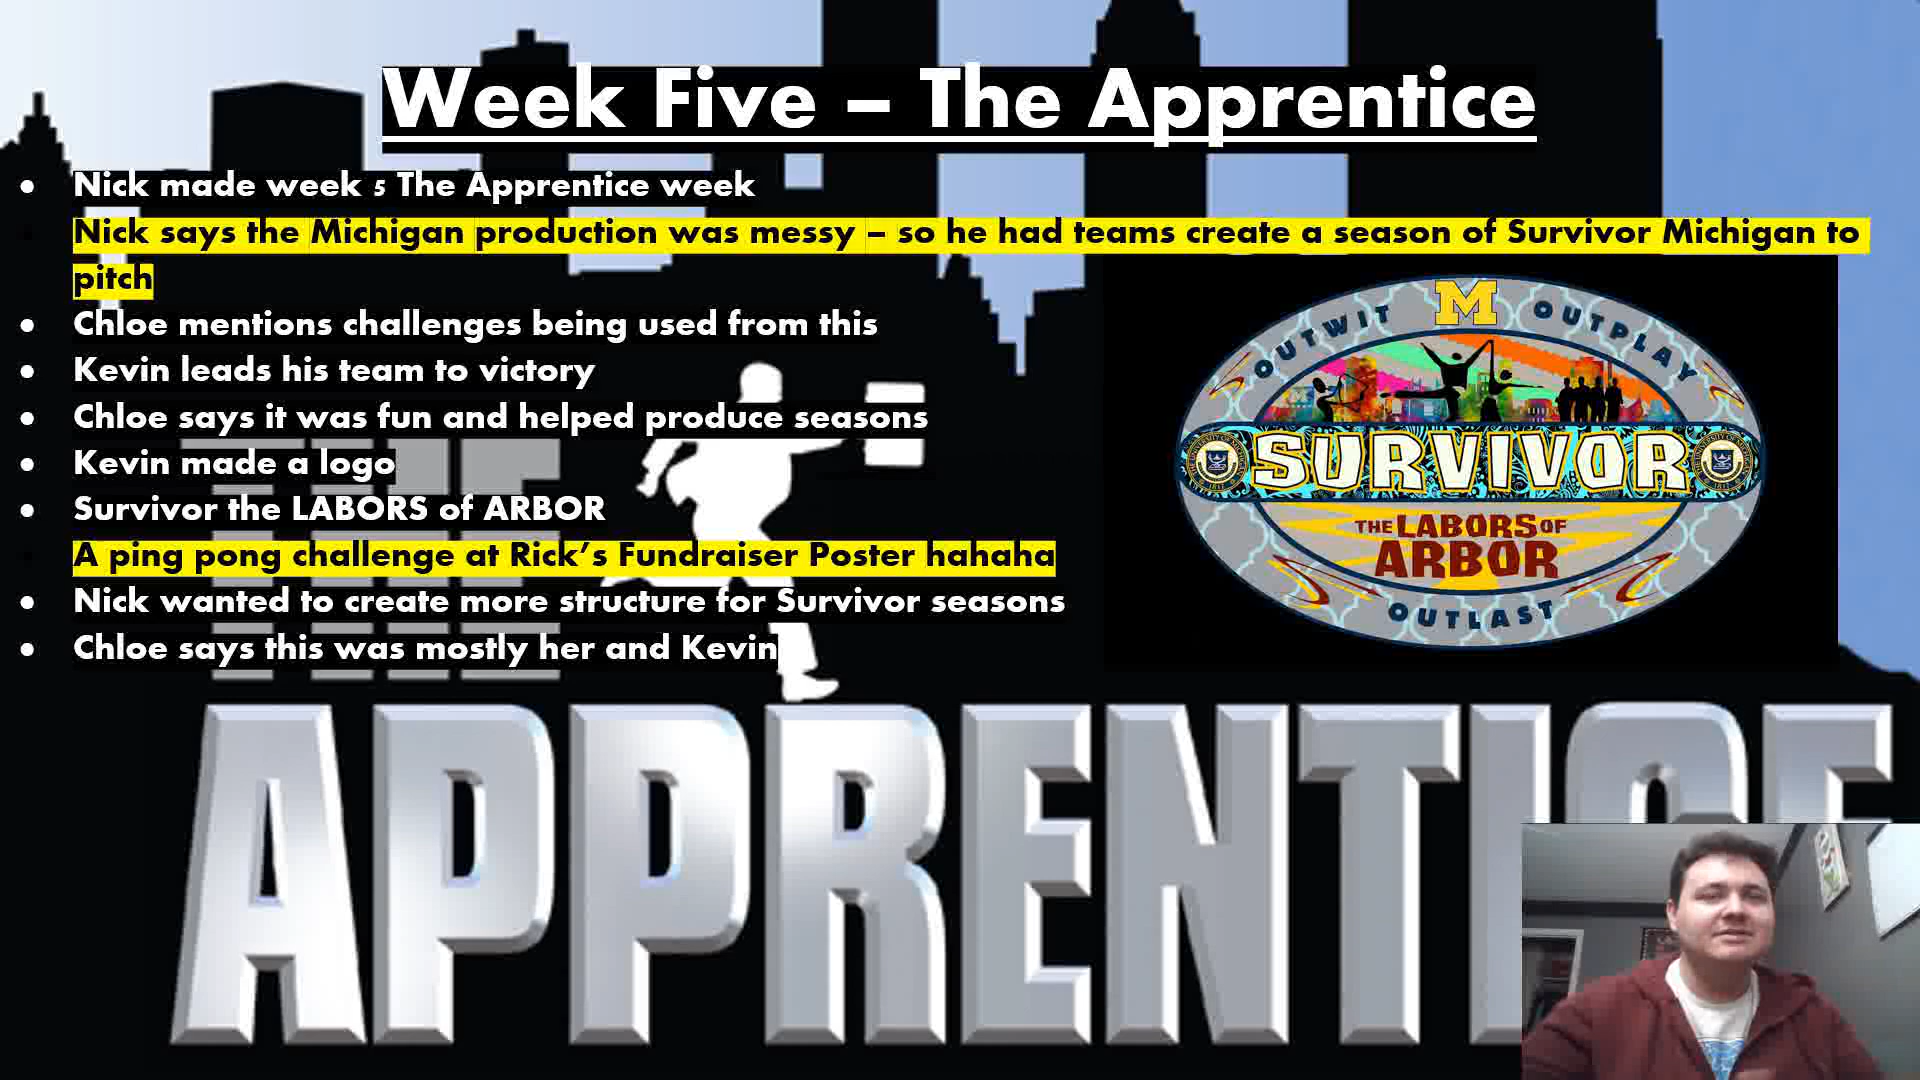 Week Five – The Apprentice
• Nick made week 5 The Apprentice week
• Nick says the Michigan production was messy – so he had teams create a season of Survivor Michigan to
pitch
• Chloe mentions challenges being used from this
• Kevin leads his team to victory
• Chloe says it was fun and helped produce seasons
• Kevin made a logo
• Survivor the LABORS of ARBOR
• A ping pong challenge at Rick's Fundraiser Poster hahaha
• Nick wanted to create more structure for Survivor seasons
• Chloe says this was mostly her and Kevin
M
OUTWIT OUTPLAY
SURVIVOR
THE LABORS OF
ARBOR
OUTLAST
THE
APPRENTICE